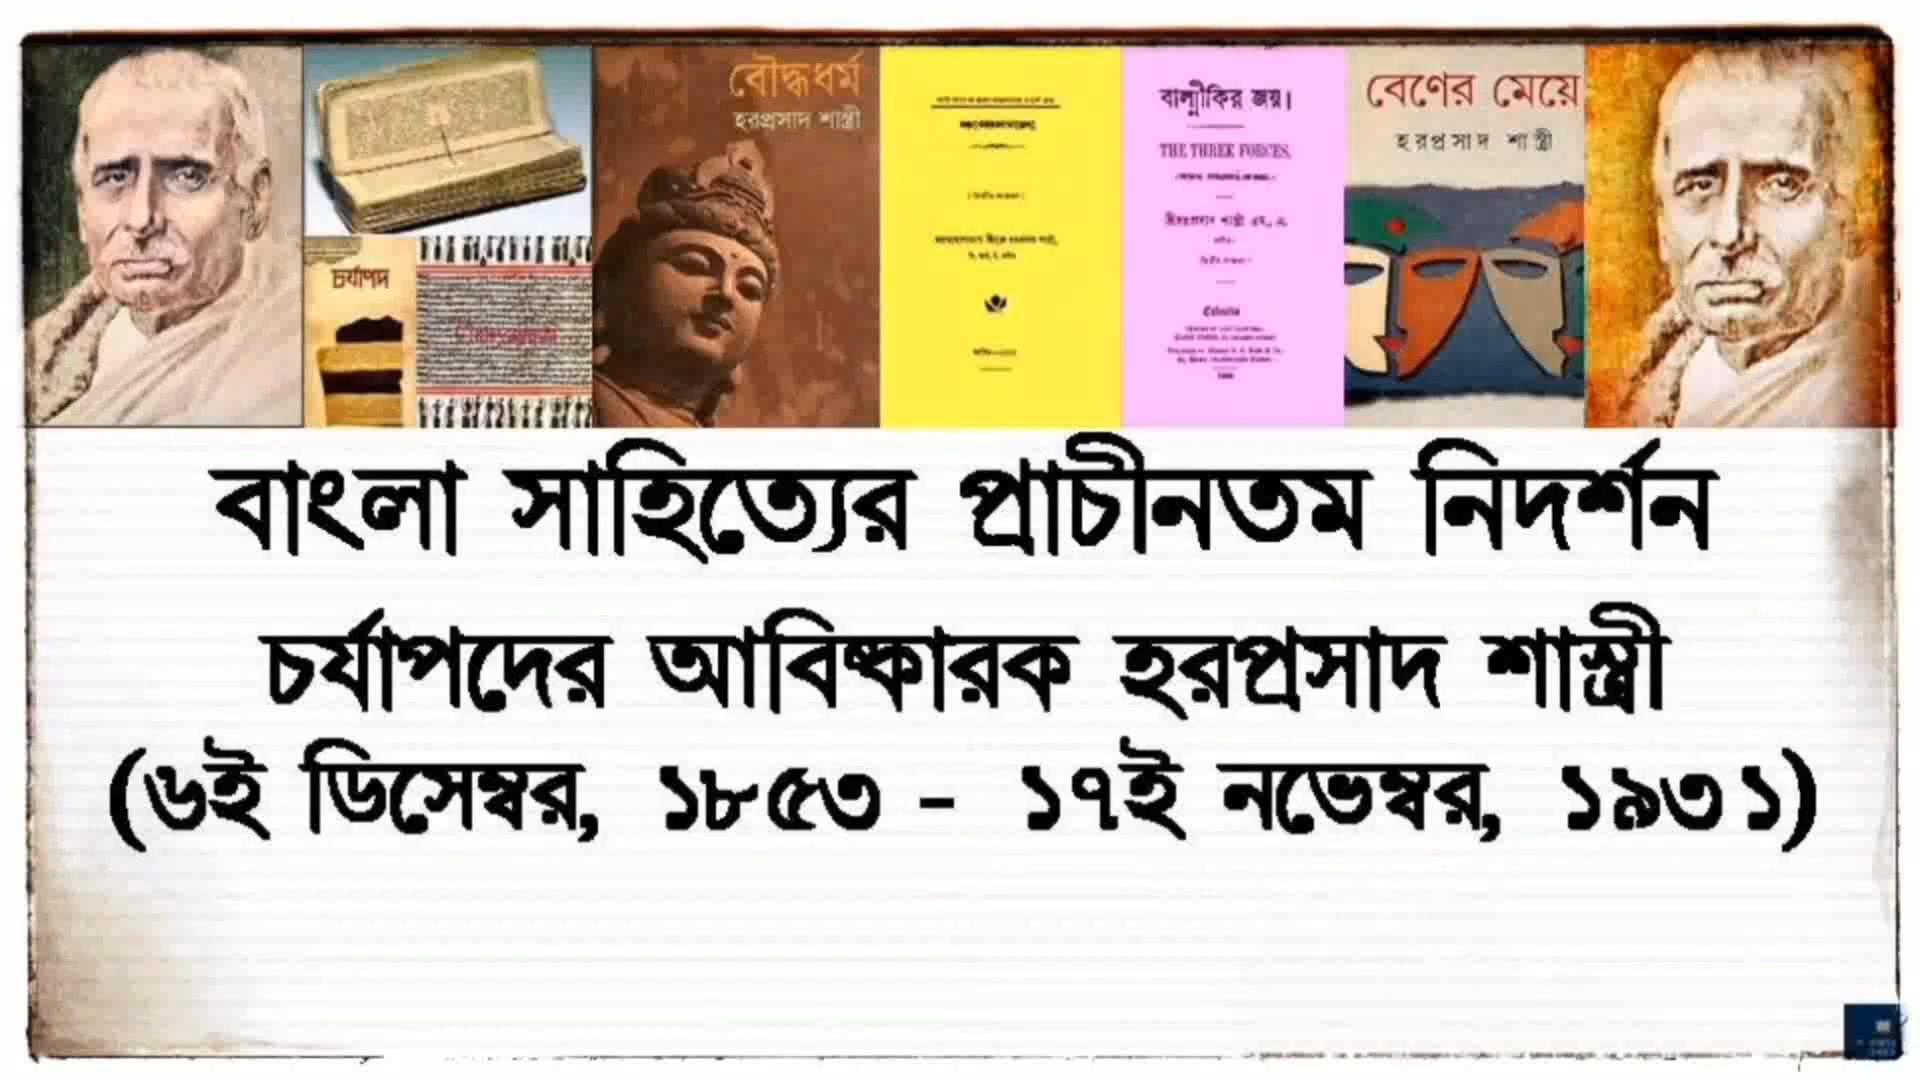 বৌদ্ধধর্ম
হরপ্রসাদ শাস্ত্রী
চর্যাপদ
বাল্মীকির জয়।
THE THREE FORCES,
Calcutta
বেণের মেয়ে
হরপ্রসাদ শাস্ত্রী
বাংলা সাহিত্যের প্রাচীনতম নিদর্শন
চর্যাপদের আবিষ্কারক হরপ্রসাদ শাস্ত্রী
(৬ই ডিসেম্বর, ১৮৫৩ - ১৭ই নভেম্বর, ১৯৩১)